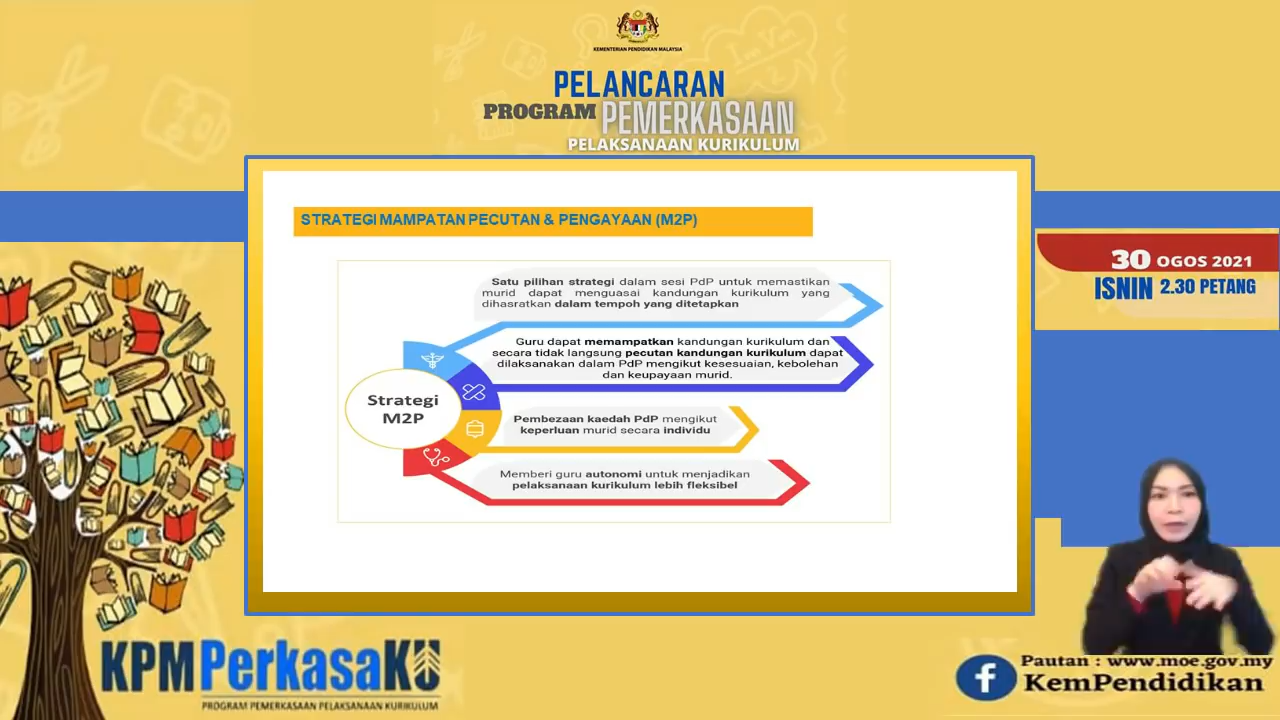 KEMENTERIAN PENDIDIKAN MALAYSIA
PELANCARAN
PROGRAM PEMERKASAAN
PELAKSANAAN KURIKULUM
STRATEGI MAMPATAN PECUTAN & PENGAYAAN (M2P)
Satu pilihan strategi dalam sesi PdP untuk memastikan
murid dapat menguasai kandungan kurikulum yang
dihasratkan dalam tempoh yang ditetapkan
Guru dapat memampatkan kandungan kurikulum dan
secara tidak langsung pecutan kandungan kurikulum dapat
dilaksanakan dalam PdP mengikut kesesuaian, kebolehan
dan keupayaan murid.
Strategi
M2P
Pembezaan kaedah PdP mengikut
keperluan murid secara individu
Memberi guru autonomi untuk menjadikan
pelaksanaan kurikulum lebih fleksibel
30 OGOS 2021
ISNIN 2.30 PETANG
KPMPerkasaKU
PROGRAM PEMERKASAAN PELAKSANAAN KURIKULUM
Pautan : www.moe.gov.my
KemPendidikan